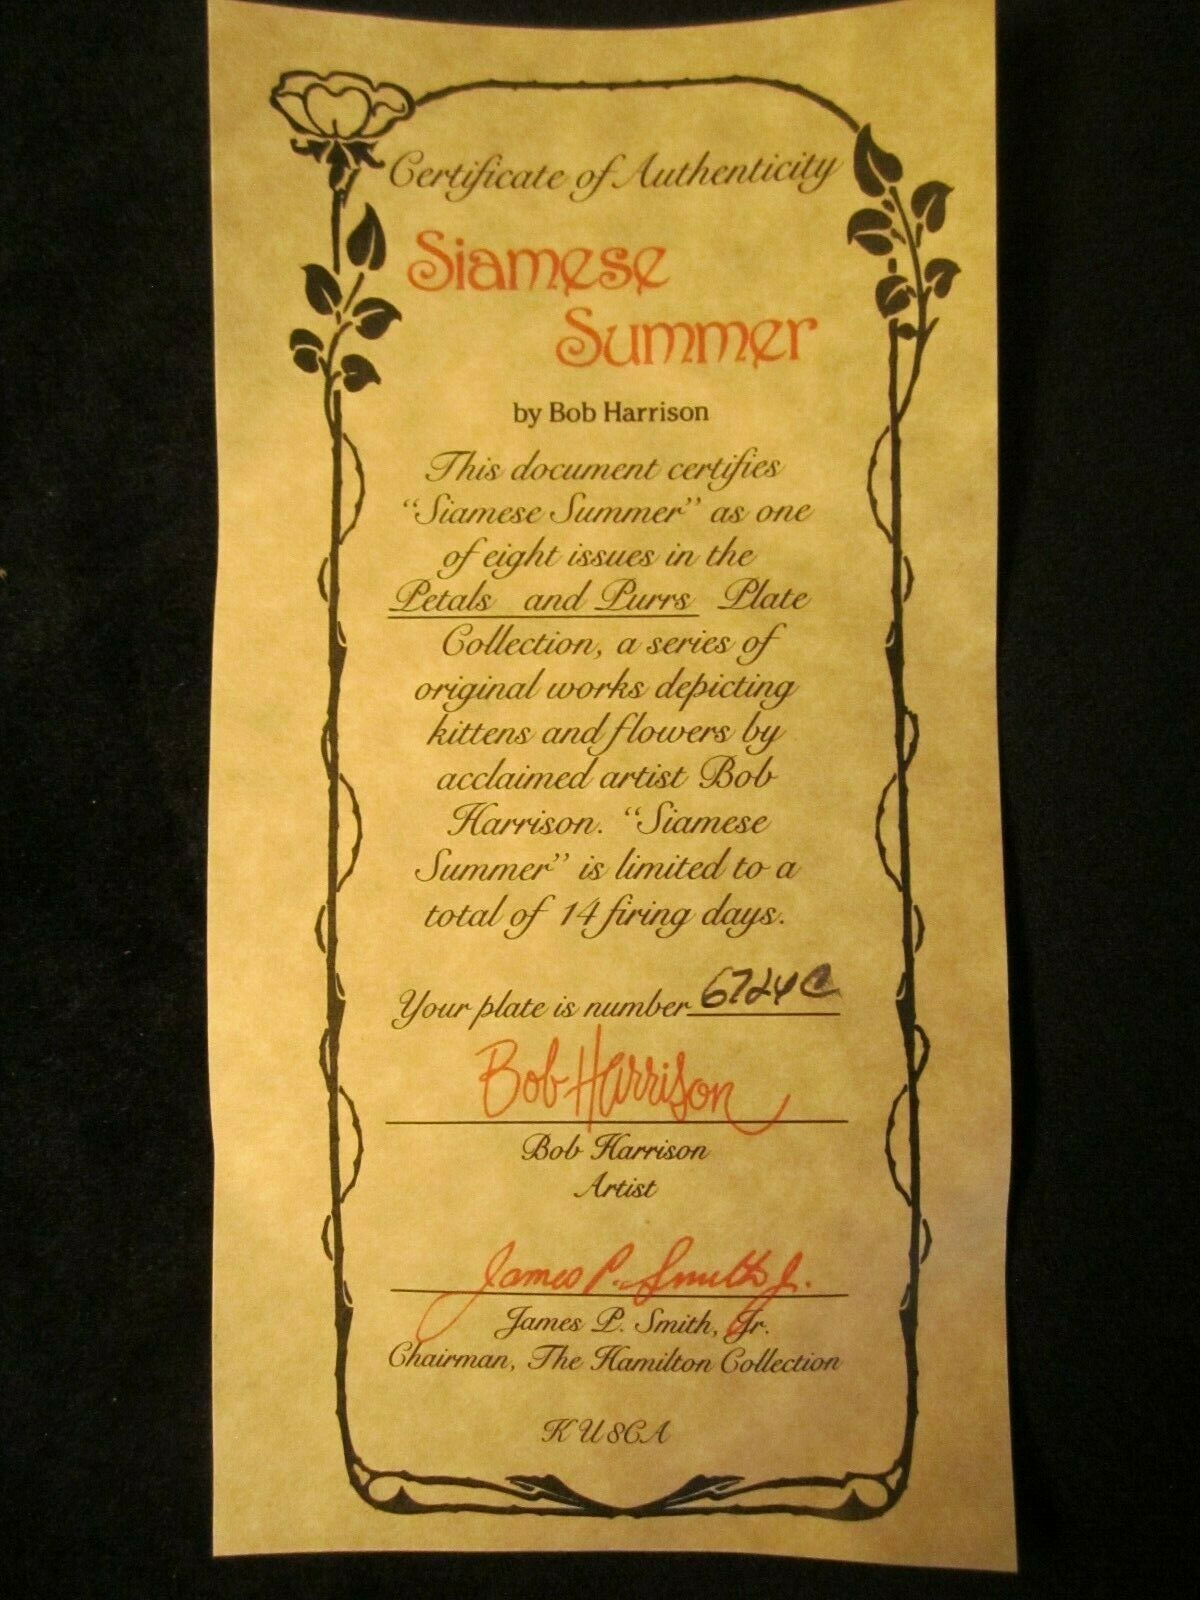 Certificate of Authenticity
Siamese
Summer
by Bob Harrison
This document certifies
“Siamese Summer” as one
of eight issues in the
Petals and Purrs Plate
Collection, a series of
original works depicting
kittens and flowers by
acclaimed artist Bob
Harrison. “Siamese
Summer” is limited to a
total of 14 firing days.
Your plate is number 6724C
Bob Harrison
Bob Harrison
Artist
James P. Smith Jr.
James P. Smith, Jr.
Chairman, The Hamilton Collection
KU8CA